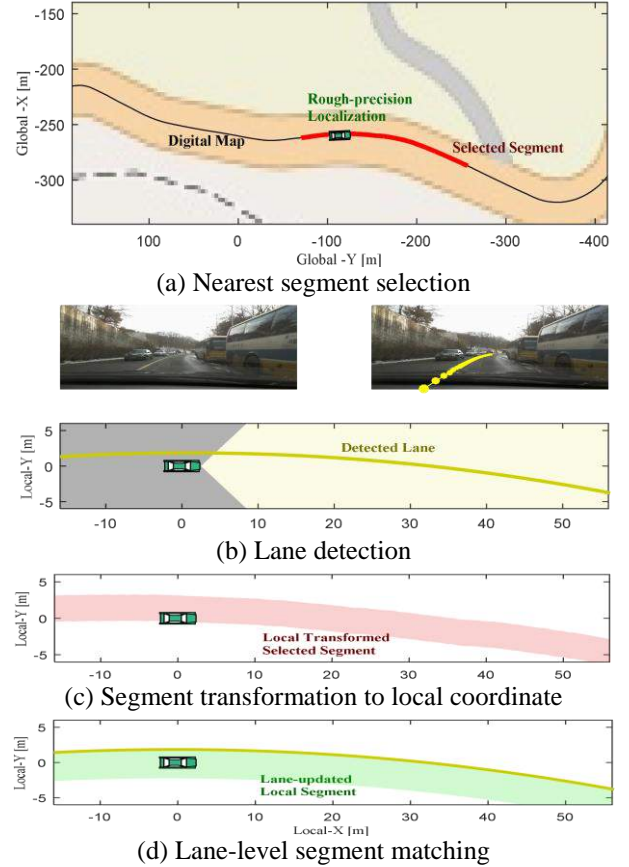 -150
-200
-250
-300
Global -X [m]
Rough-precision
Localization
Digital Map
Selected Segment
100
0
-100
-200
-300
-400
Global -Y [m]
(a) Nearest segment selection
5
0
-5
Local-Y [m]
Detected Lane
-10
0
10
20
30
40
50
(b) Lane detection
5
0
-5
Local-Y [m]
Local Transformed
Selected Segment
-10
0
10
20
30
40
50
(c) Segment transformation to local coordinate
5
0
-5
Local-Y [m]
Lane-updated
Local Segment
-10
0
10
20
30
40
50
Local-X [m]
(d) Lane-level segment matching